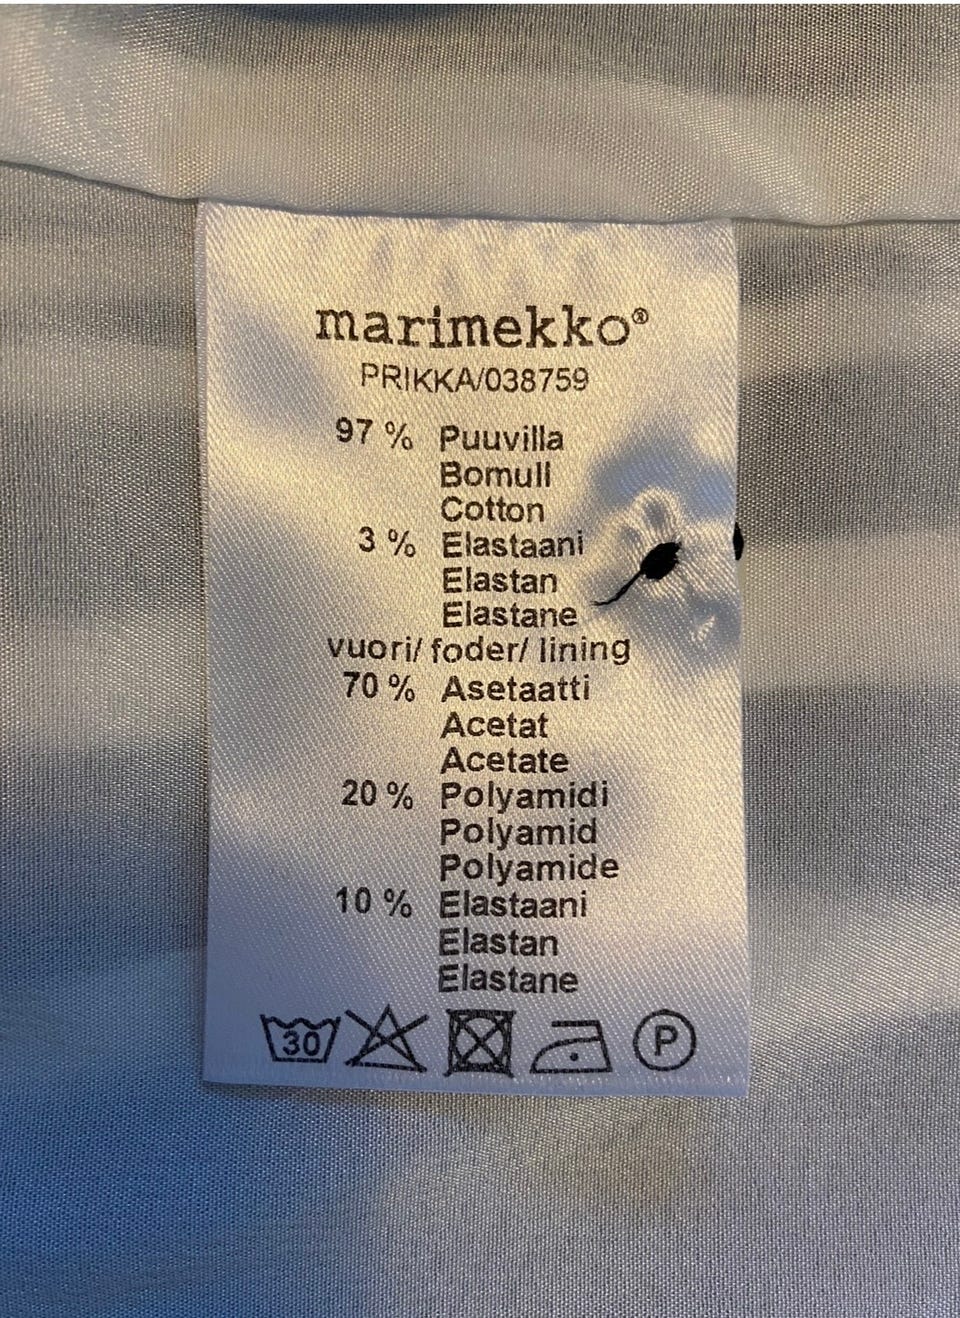 marimekko®
PRIKKA/038759
97 % Puuvilla
Bomull
Cotton
3 % Elastaani
Elastan
Elastane
vuori/ foder/ lining
70 % Asetaatti
Acetat
Acetate
20 % Polyamidi
Polyamid
Polyamide
10 % Elastaani
Elastan
Elastane
30 P